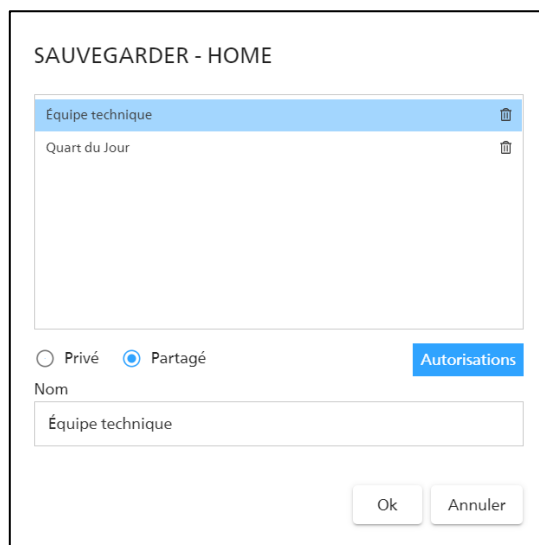 SAUVEGARDER - HOME
Équipe technique
Quart du Jour
Privé Partagé Autorisations
Nom
Équipe technique
Ok Annuler